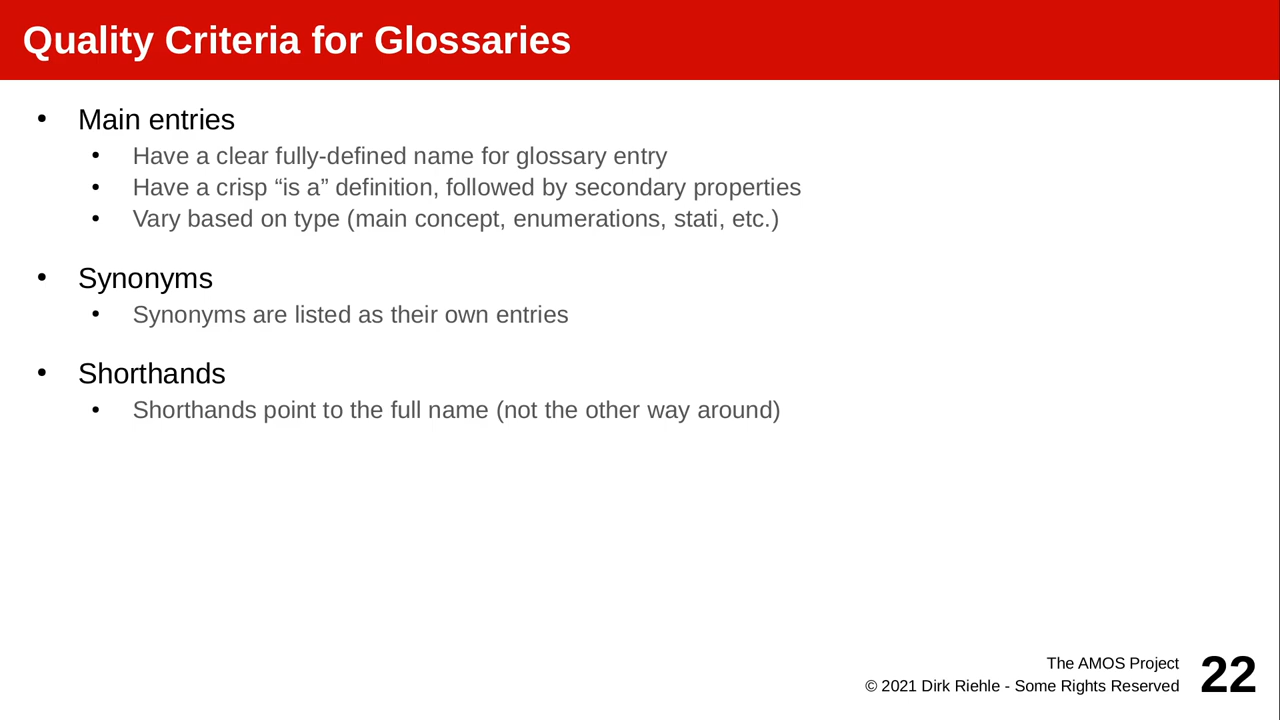 Quality Criteria for Glossaries
• Main entries
• Have a clear fully-defined name for glossary entry
• Have a crisp “is a” definition, followed by secondary properties
• Vary based on type (main concept, enumerations, stati, etc.)
• Synonyms
• Synonyms are listed as their own entries
• Shorthands
• Shorthands point to the full name (not the other way around)
The AMOS Project
© 2021 Dirk Riehle - Some Rights Reserved
22